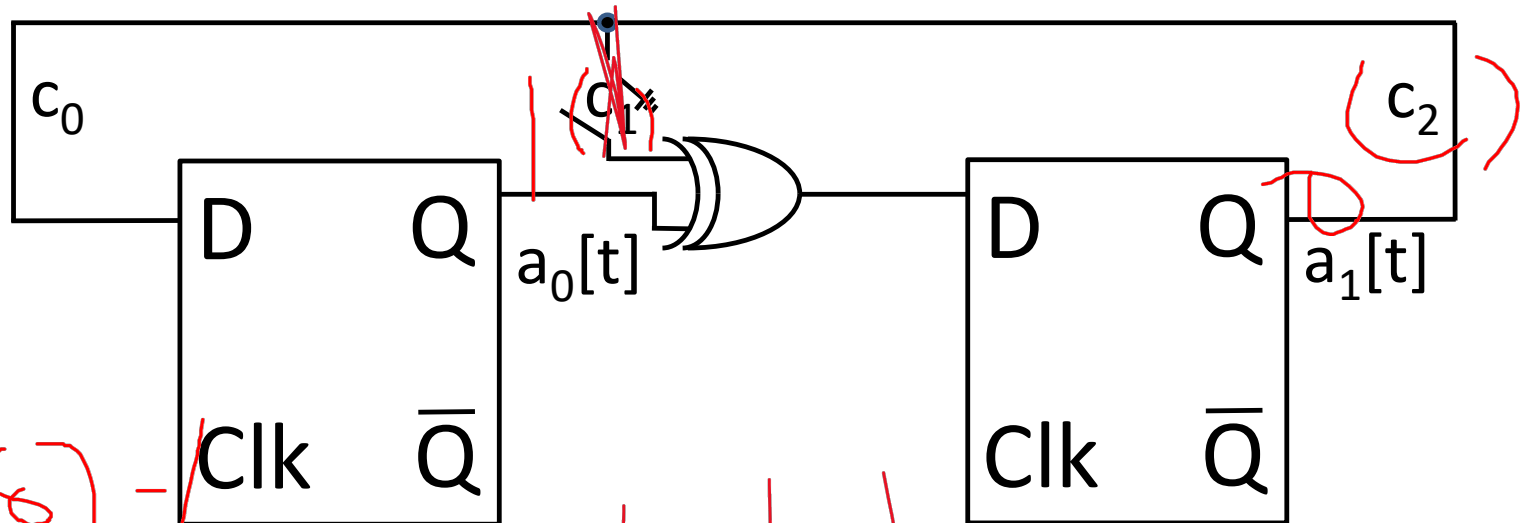 c₀ c₁ c₂
D Q D Q
a₀[t] a₁[t]
Clk Q̅ Clk Q̅